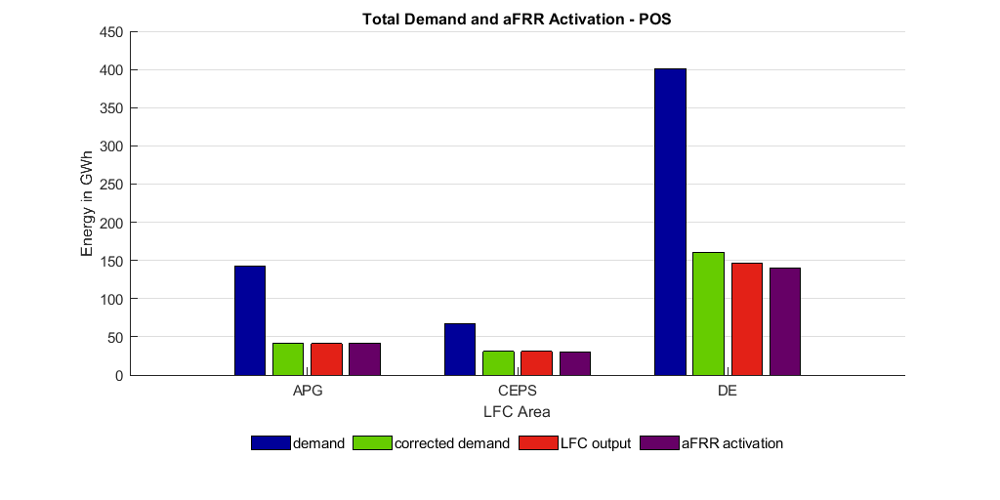 Total Demand and aFRR Activation - POS
450
400
350
300
250
200
150
100
50
0
Energy in GWh
APG CEPS DE
LFC Area
demand corrected demand LFC output aFRR activation